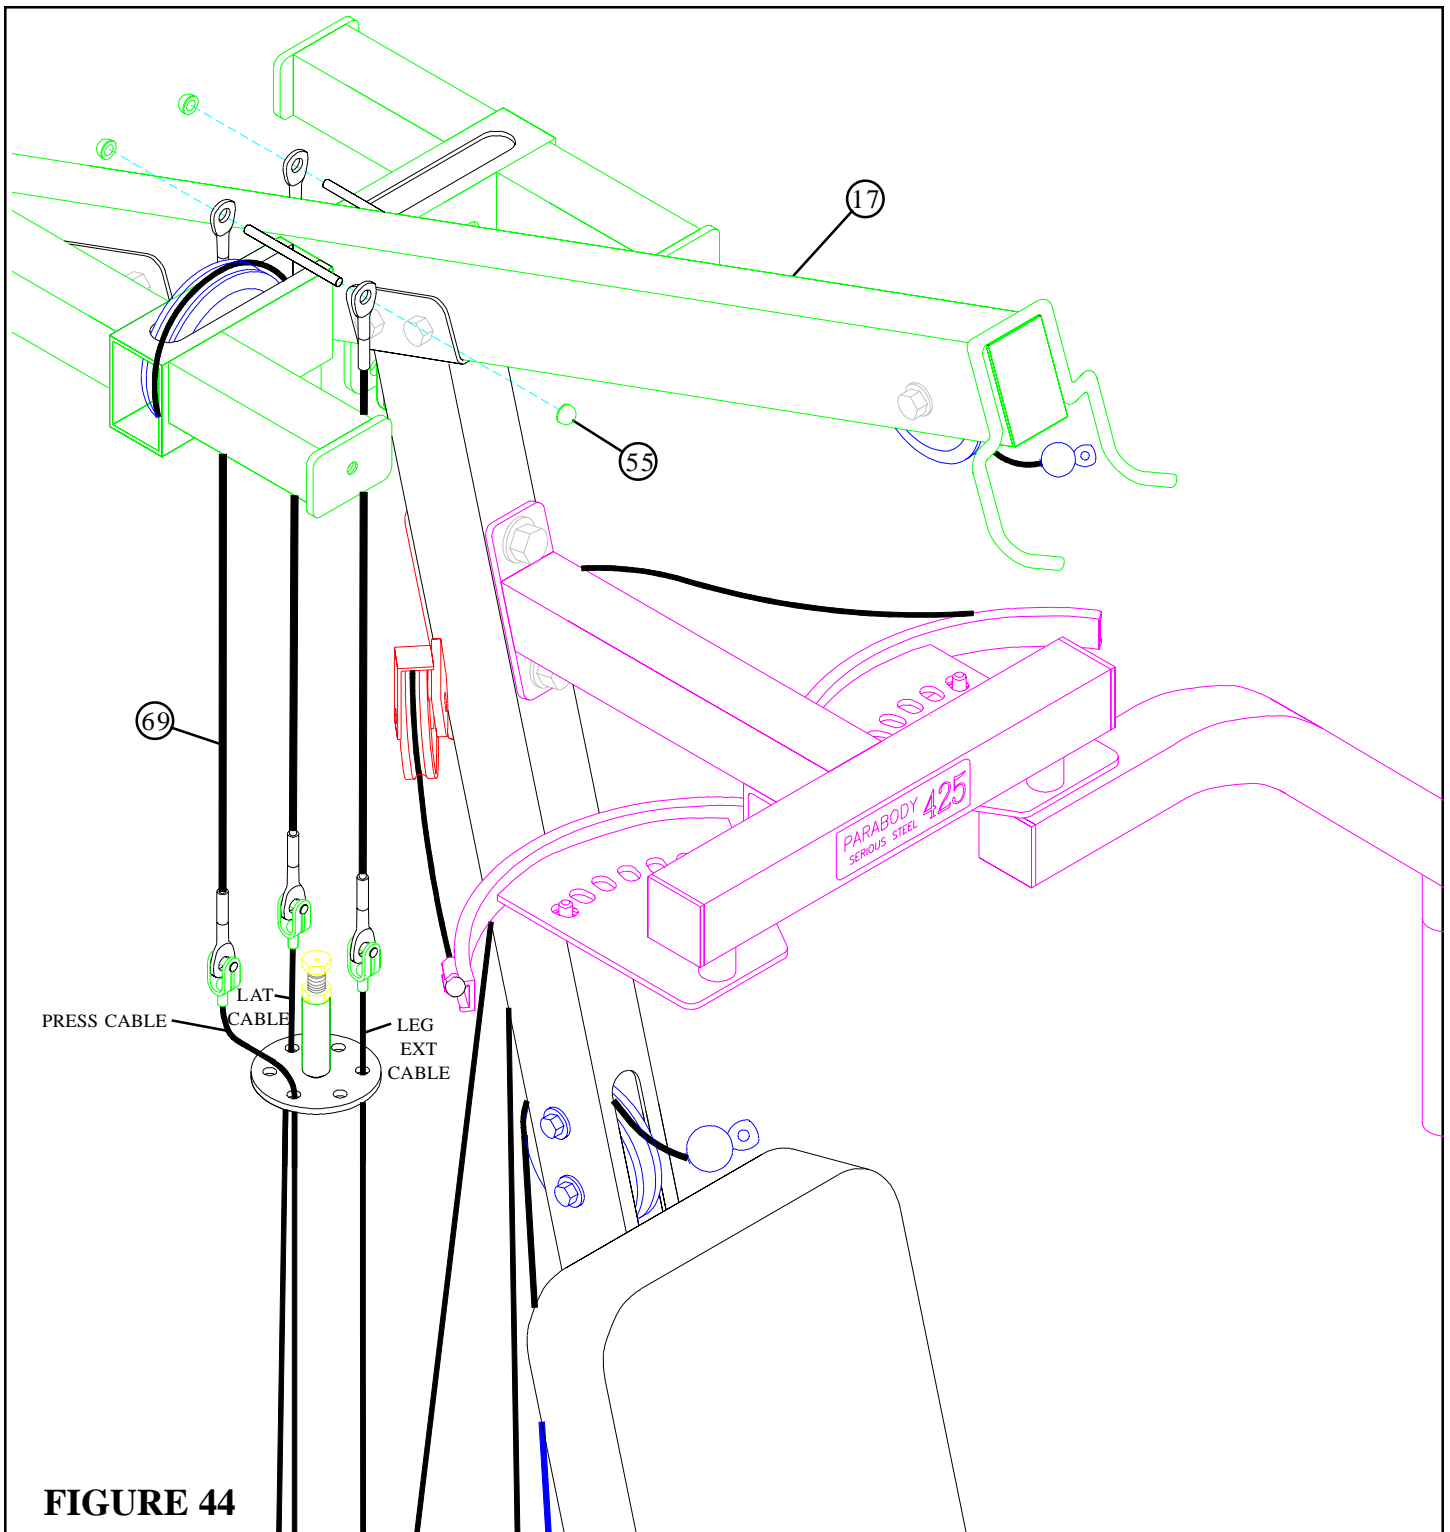 17
55
69
PARABODY 425
SERIOUS STEEL
PRESS CABLE
LAT
CABLE
LEG
EXT
CABLE
FIGURE 44